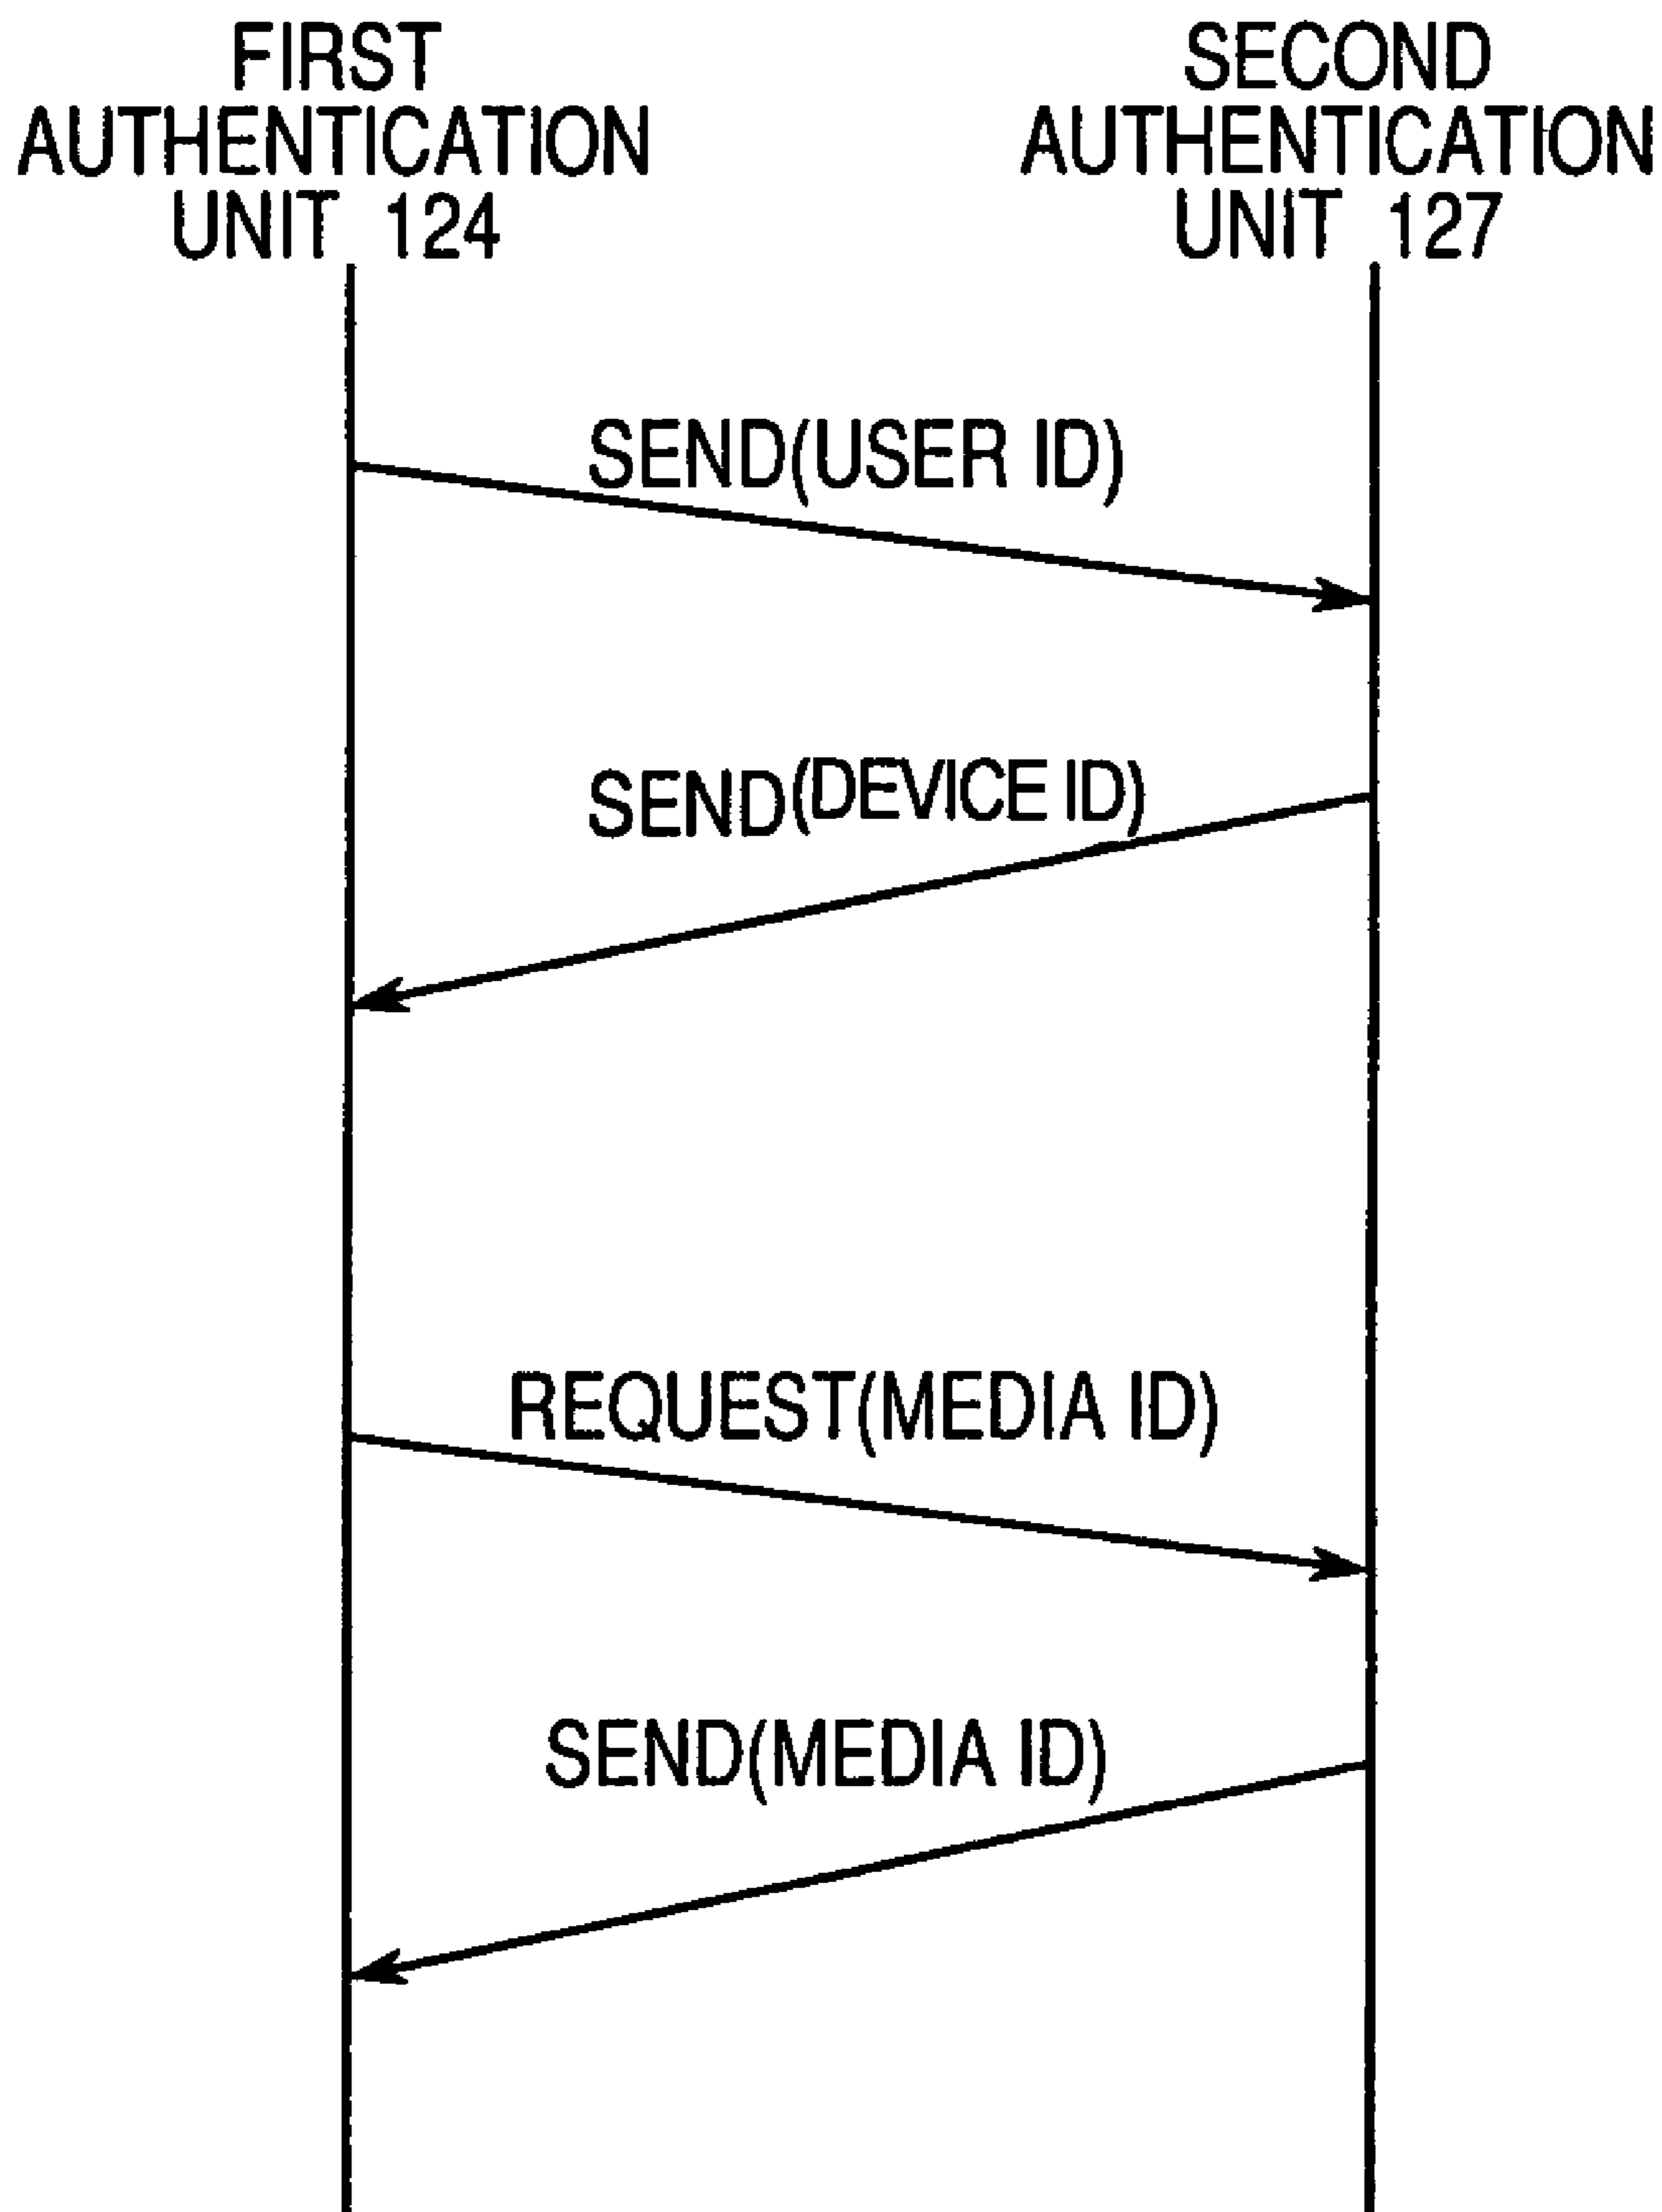 FIRST
AUTHENTICATION
UNIT 124
SECOND
AUTHENTICATION
UNIT 127
SEND(USER ID)
SEND(DEVICE ID)
REQUEST(MEDIA ID)
SEND(MEDIA ID)